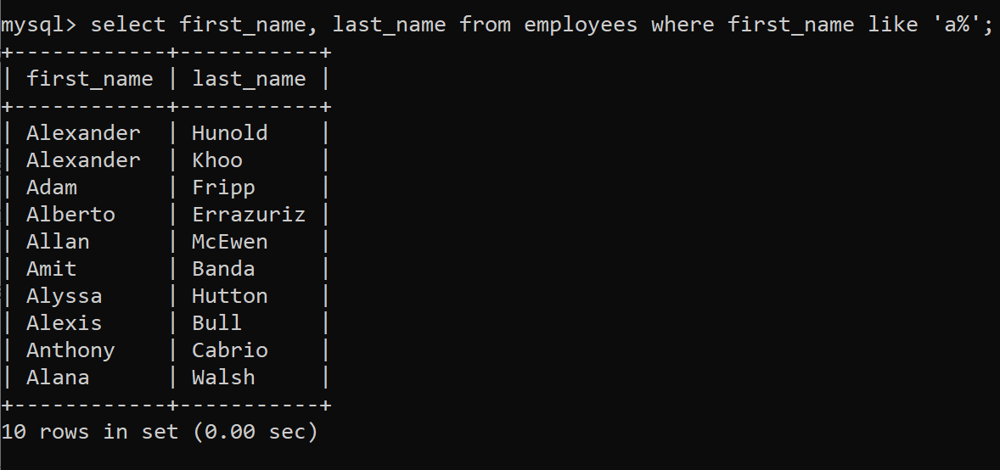 mysql> select first_name, last_name from employees where first_name like 'a%';
+------------+-----------+
| first_name | last_name |
+------------+-----------+
| Alexander  | Hunold    |
| Alexander  | Khoo      |
| Adam       | Fripp     |
| Alberto    | Errazuriz |
| Allan      | McEwen    |
| Amit       | Banda     |
| Alyssa     | Hutton    |
| Alexis     | Bull      |
| Anthony    | Cabrio    |
| Alana      | Walsh     |
+------------+-----------+
10 rows in set (0.00 sec)